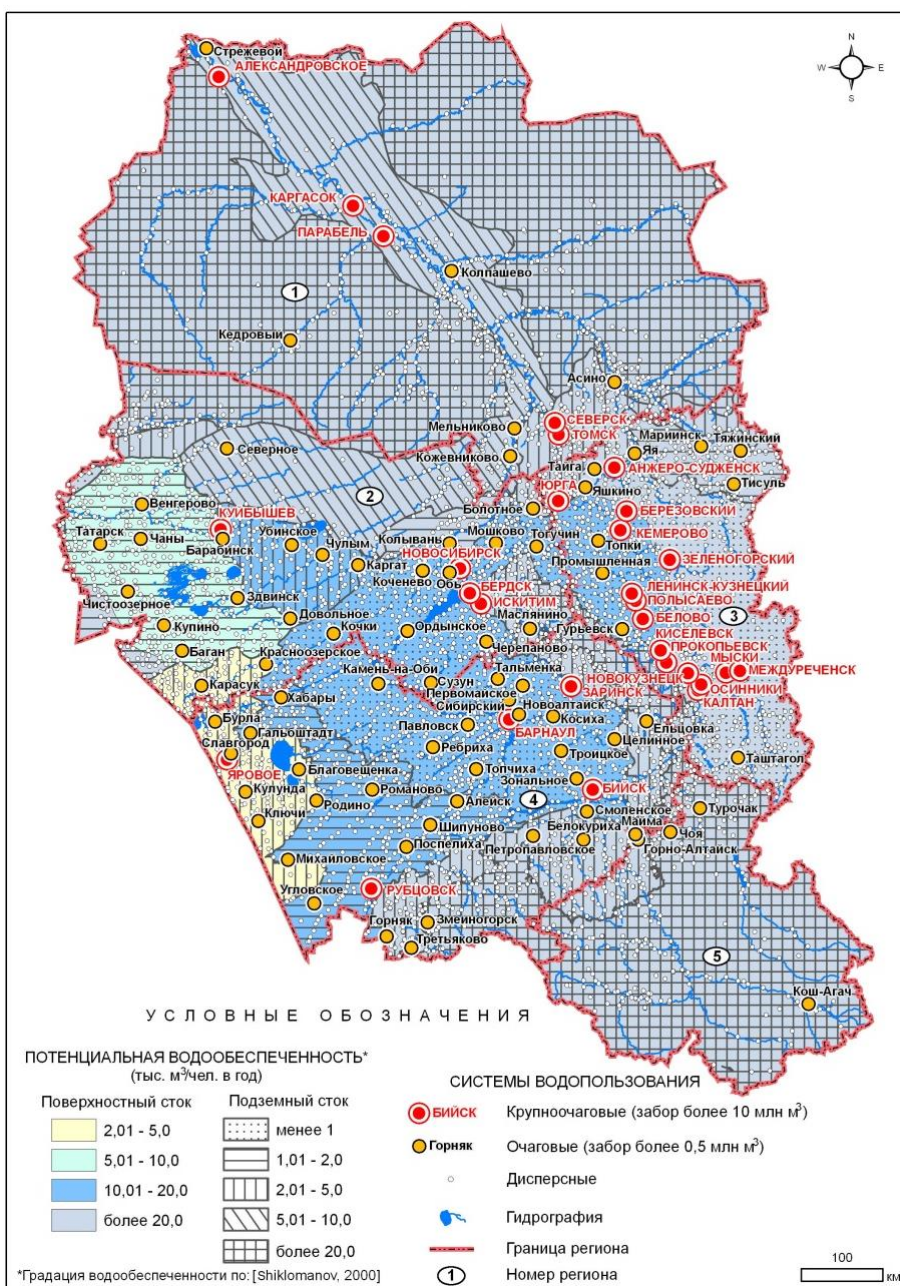 N
W E
S
Стрежевой
АЛЕКСАНДРОВСКОЕ
КАРГАСОК
ПАРАБЕЛЬ
Колпашево
1
Кедровый
Асино
СЕВЕРСК
ТОМСК
Мельниково
Мариинск
Тяжинский
Яя
Северное
Кожевниково
Тайга
АНЖЕРО-СУДЖЕНСК
Тисуль
2
ЮРГА
Яшкино
Венгерово
Болотное
БЕРЕЗОВСКИЙ
КУЙБЫШЕВ
Убинское
Колывань
Мошково
Тогучин
КЕМЕРОВО
Татарск
Чаны
Барабинск
Чулым
НОВОСИБИРСК
Топки
Каргат
Промышленная
ЗЕЛЕНОГОРСКИЙ
Коченево
Обь
БЕРДСК
ЛЕНИНСК-КУЗНЕЦКИЙ
Чистоозерное
Здвинск
ИСКИТИМ
ПОЛЫСАЕВО
Довольное
Маслянино
БЕЛОВО
3
Купино
Кочки
Ордынское
Гурьевск
КИСЕЛЕВСК
Баган
Черепаново
ПРОКОПЬЕВСК
Краснозерское
Камень-на-Оби
Тальменка
МЫСКИ
МЕЖДУРЕЧЕНСК
Карасук
Сузун
НОВОКУЗНЕЦК
Хабары
Первомайское
ЗАРИНСК
ОСИННИКИ
Сибирский
Новоалтайск
КАЛТАН
Бурла
Павловск
Косиха
Ельцовка
Гальбштадт
БАРНАУЛ
Целинное
Славгород
Ребриха
Троицкое
Таштагол
ЯРОВОЕ
Благовещенка
Топчиха
Зональное
Кулунда
Романово
БИЙСК
Родино
Алейск
4
Смоленское
Турочак
Ключи
Шипуново
Белокуриха
Майма
Чоя
Поспелиха
Петропавловское
Горно-Алтайск
Михайловское
Угловское
РУБЦОВСК
Змеиногорск
Горняк
Третьяково
5
Кош-Агач
УСЛОВНЫЕ ОБОЗНАЧЕНИЯ
ПОТЕНЦИАЛЬНАЯ ВОДООБЕСПЕЧЕННОСТЬ*
(тыс. м³/чел. в год)
Поверхностный сток
2,01 - 5,0
5,01 - 10,0
10,01 - 20,0
более 20,0
Подземный сток
менее 1
1,01 - 2,0
2,01 - 5,0
5,01 - 10,0
более 20,0
*Градация водообеспеченности по: [Shiklomanov, 2000]
СИСТЕМЫ ВОДОПОЛЬЗОВАНИЯ
БИЙСК Крупноочаговые (забор более 10 млн м³)
Горняк Очаговые (забор более 0,5 млн м³)
Дисперсные
Гидрография
Граница региона
1 Номер региона
100
км